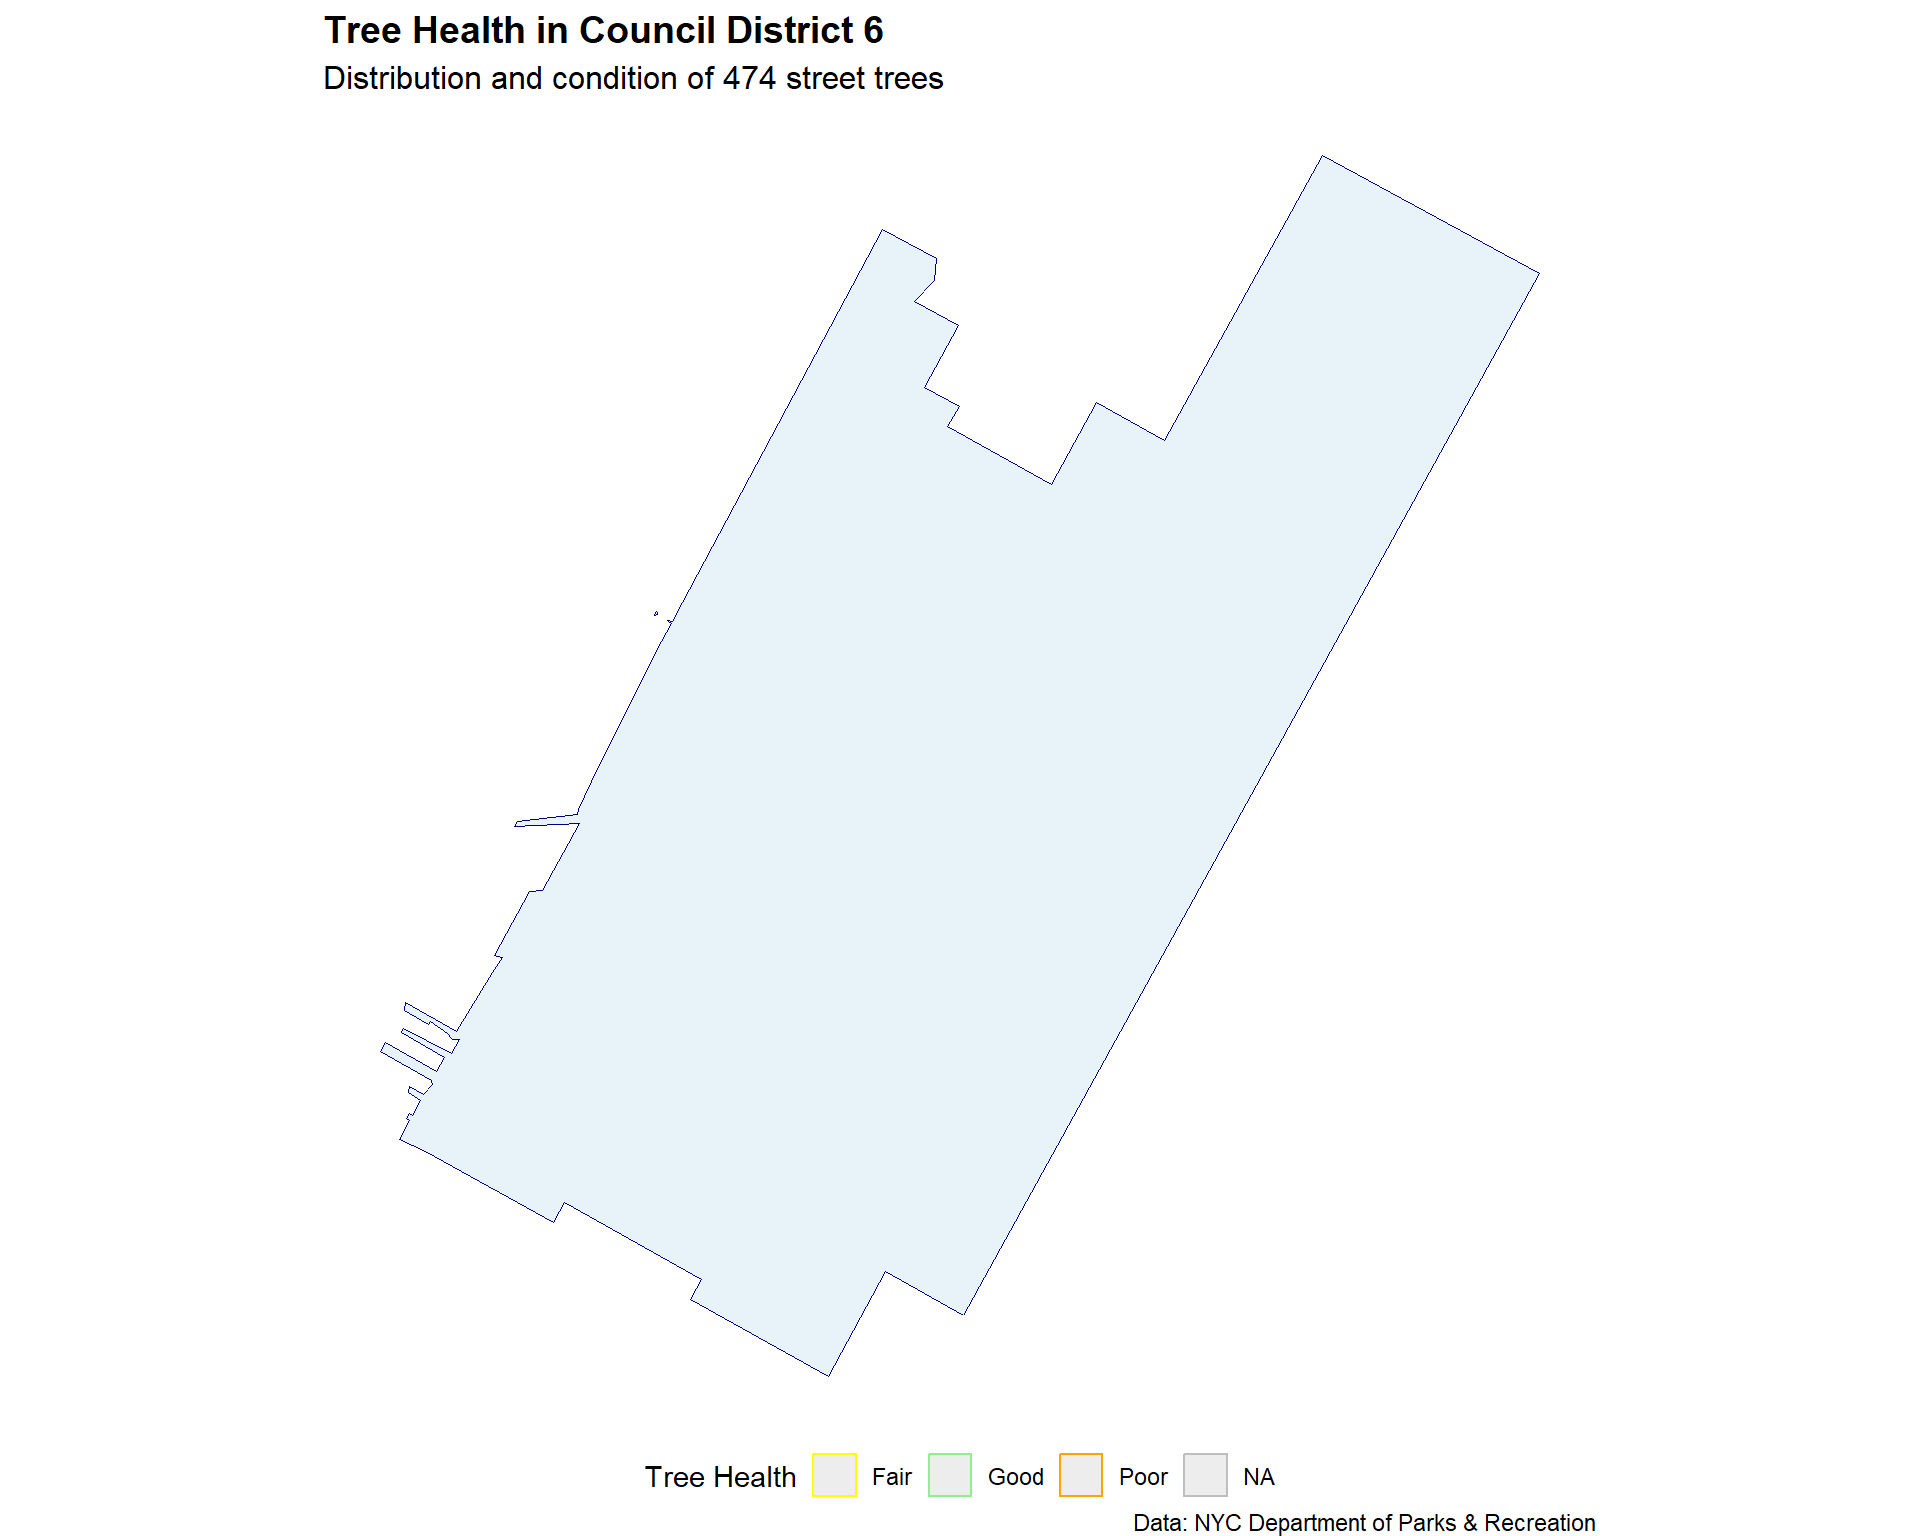 Tree Health in Council District 6
Distribution and condition of 474 street trees
Tree Health Fair Good Poor NA
Data: NYC Department of Parks & Recreation